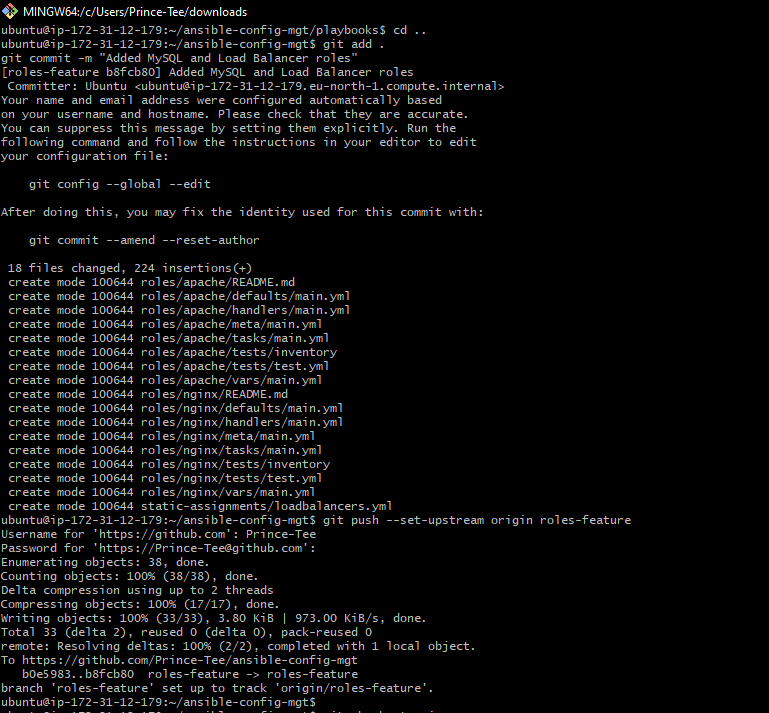 MINGW64:/c/Users/Prince-Tee/downloads
ubuntu@ip-172-31-12-179:~/ansible-config-mgt/playbooks$ cd ..
ubuntu@ip-172-31-12-179:~/ansible-config-mgt$ git add .
git commit -m "Added MySQL and Load Balancer roles"
[roles-feature b8fcb80] Added MySQL and Load Balancer roles
 Committer: Ubuntu <ubuntu@ip-172-31-12-179.eu-north-1.compute.internal>
Your name and email address were configured automatically based
on your username and hostname. Please check that they are accurate.
You can suppress this message by setting them explicitly. Run the
following command and follow the instructions in your editor to edit
your configuration file:
    git config --global --edit
After doing this, you may fix the identity used for this commit with:
    git commit --amend --reset-author
 18 files changed, 224 insertions(+)
 create mode 100644 roles/apache/README.md
 create mode 100644 roles/apache/defaults/main.yml
 create mode 100644 roles/apache/handlers/main.yml
 create mode 100644 roles/apache/meta/main.yml
 create mode 100644 roles/apache/tasks/main.yml
 create mode 100644 roles/apache/tests/inventory
 create mode 100644 roles/apache/tests/test.yml
 create mode 100644 roles/apache/vars/main.yml
 create mode 100644 roles/nginx/README.md
 create mode 100644 roles/nginx/defaults/main.yml
 create mode 100644 roles/nginx/handlers/main.yml
 create mode 100644 roles/nginx/meta/main.yml
 create mode 100644 roles/nginx/tasks/main.yml
 create mode 100644 roles/nginx/tests/inventory
 create mode 100644 roles/nginx/tests/test.yml
 create mode 100644 roles/nginx/vars/main.yml
 create mode 100644 static-assignments/loadbalancers.yml
ubuntu@ip-172-31-12-179:~/ansible-config-mgt$ git push --set-upstream origin roles-feature
Username for 'https://github.com': Prince-Tee
Password for 'https://Prince-Tee@github.com':
Enumerating objects: 38, done.
Counting objects: 100% (38/38), done.
Delta compression using up to 2 threads
Compressing objects: 100% (17/17), done.
Writing objects: 100% (33/33), 3.80 KiB | 973.00 KiB/s, done.
Total 33 (delta 2), reused 0 (delta 0), pack-reused 0
remote: Resolving deltas: 100% (2/2), completed with 1 local object.
To https://github.com/Prince-Tee/ansible-config-mgt
   b0e5983..b8fcb80  roles-feature -> roles-feature
branch 'roles-feature' set up to track 'origin/roles-feature'.
ubuntu@ip-172-31-12-179:~/ansible-config-mgt$